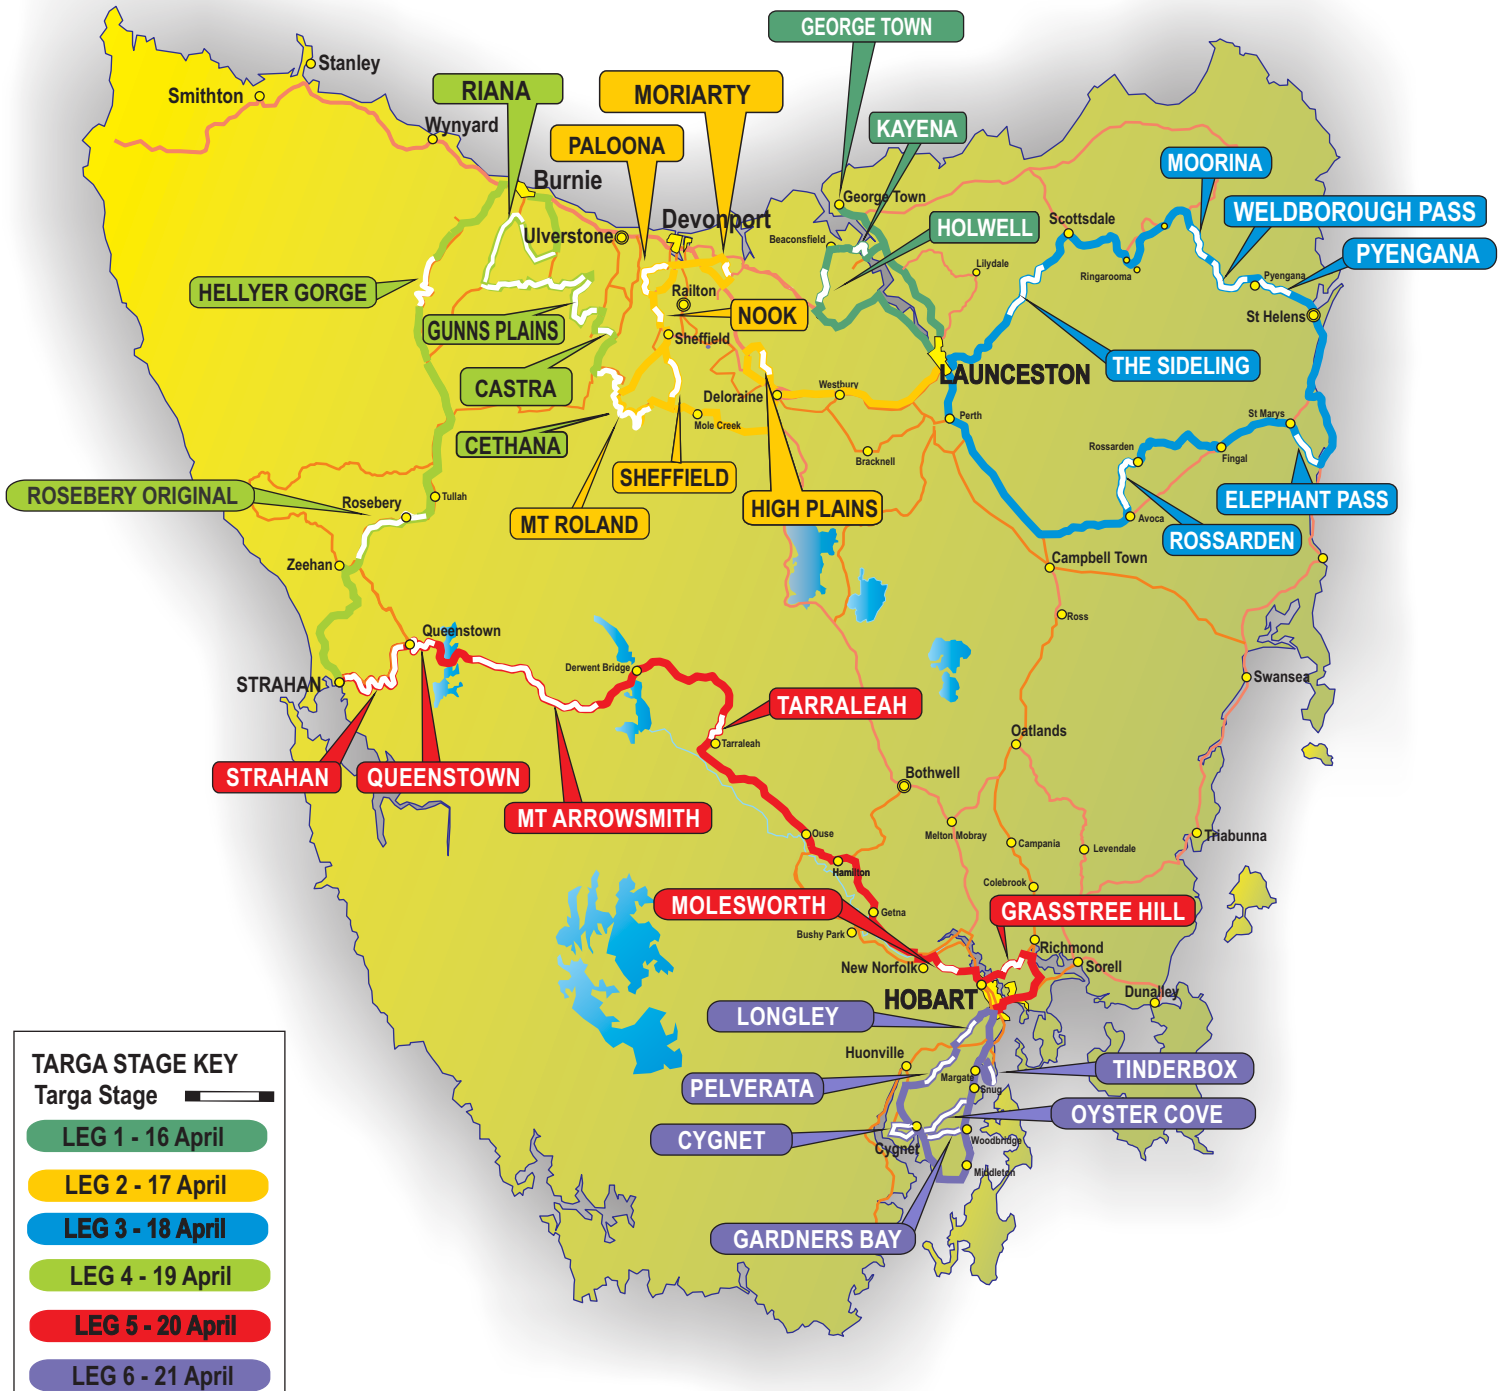 GEORGE TOWN
Stanley
RIANA
MORIARTY
Smithton
KAYENA
Wynyard
PALOONA
MOORINA
Burnie
George Town
Devonport
Scottsdale
WELDBOROUGH PASS
HOLWELL
Ulverstone
Beaconsfield
PYENGANA
Lilydale
Ringarooma
Pyengana
HELLYER GORGE
Railton
NOOK
St Helens
GUNNS PLAINS
Sheffield
THE SIDELING
LAUNCESTON
CASTRA
Westbury
Deloraine
Perth
St Marys
Mole Creek
CETHANA
Rossarden
Fingal
Bracknell
SHEFFIELD
ROSEBERY ORIGINAL
Tullah
Rosebery
ELEPHANT PASS
HIGH PLAINS
MT ROLAND
Avoca
ROSSARDEN
Zeehan
Campbell Town
Ross
Queenstown
Derwent Bridge
STRAHAN
Swansea
TARRALEAH
Oatlands
Tarraleah
STRAHAN
QUEENSTOWN
Bothwell
MT ARROWSMITH
Ouse
Melton Mobray
Triabunna
Campania
Levendale
Hamilton
Colebrook
MOLESWORTH
GRASSTREE HILL
Getna
Bushy Park
Richmond
New Norfolk
Sorell
HOBART
Dunalley
LONGLEY
Huonville
TINDERBOX
Margate
PELVERATA
Snug
OYSTER COVE
CYGNET
Woodbridge
Cygnet
Middleton
GARDNERS BAY
TARGA STAGE KEY
Targa Stage
LEG 1 - 16 April
LEG 2 - 17 April
LEG 3 - 18 April
LEG 4 - 19 April
LEG 5 - 20 April
LEG 6 - 21 April